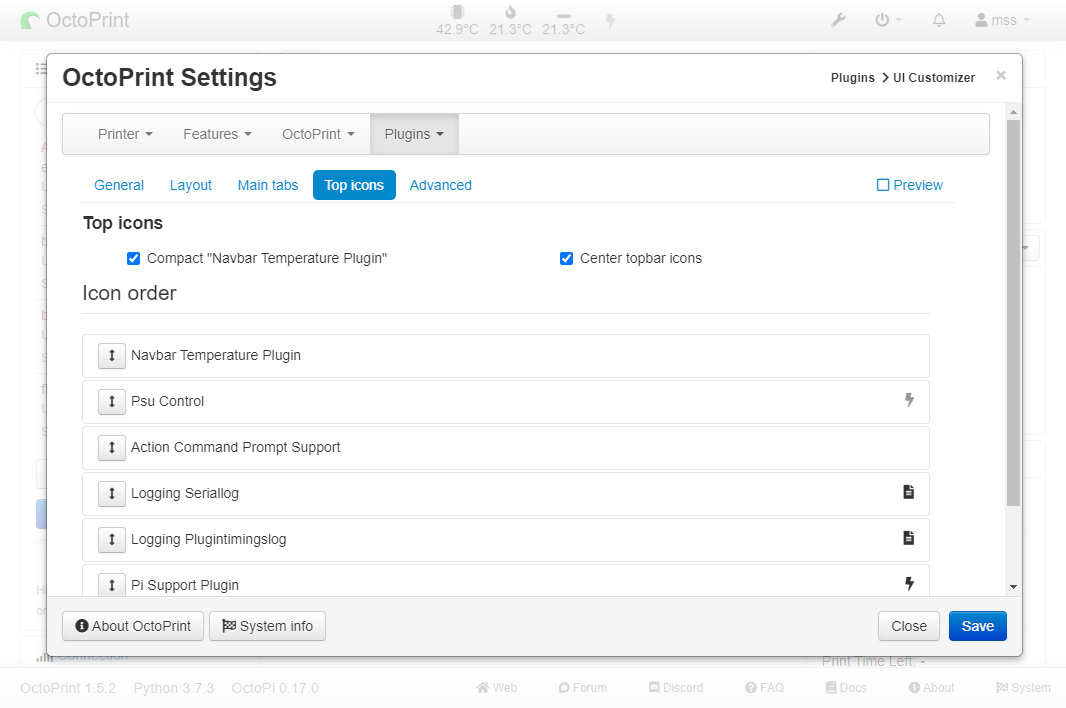 OctoPrint
42.9°C 21.3°C 21.3°C
mss
OctoPrint Settings
Plugins > UI Customizer
×
Printer Features OctoPrint Plugins
General Layout Main tabs Top icons Advanced Preview
Top icons
Compact "Navbar Temperature Plugin" Center topbar icons
Icon order
Navbar Temperature Plugin
Psu Control
Action Command Prompt Support
Logging Seriallog
Logging Plugintimingslog
Pi Support Plugin
About OctoPrint System info Close Save
Connection
Print Time Left: -
OctoPrint 1.5.2 Python 3.7.3 OctoPi 0.17.0 Web Forum Discord FAQ Docs About System